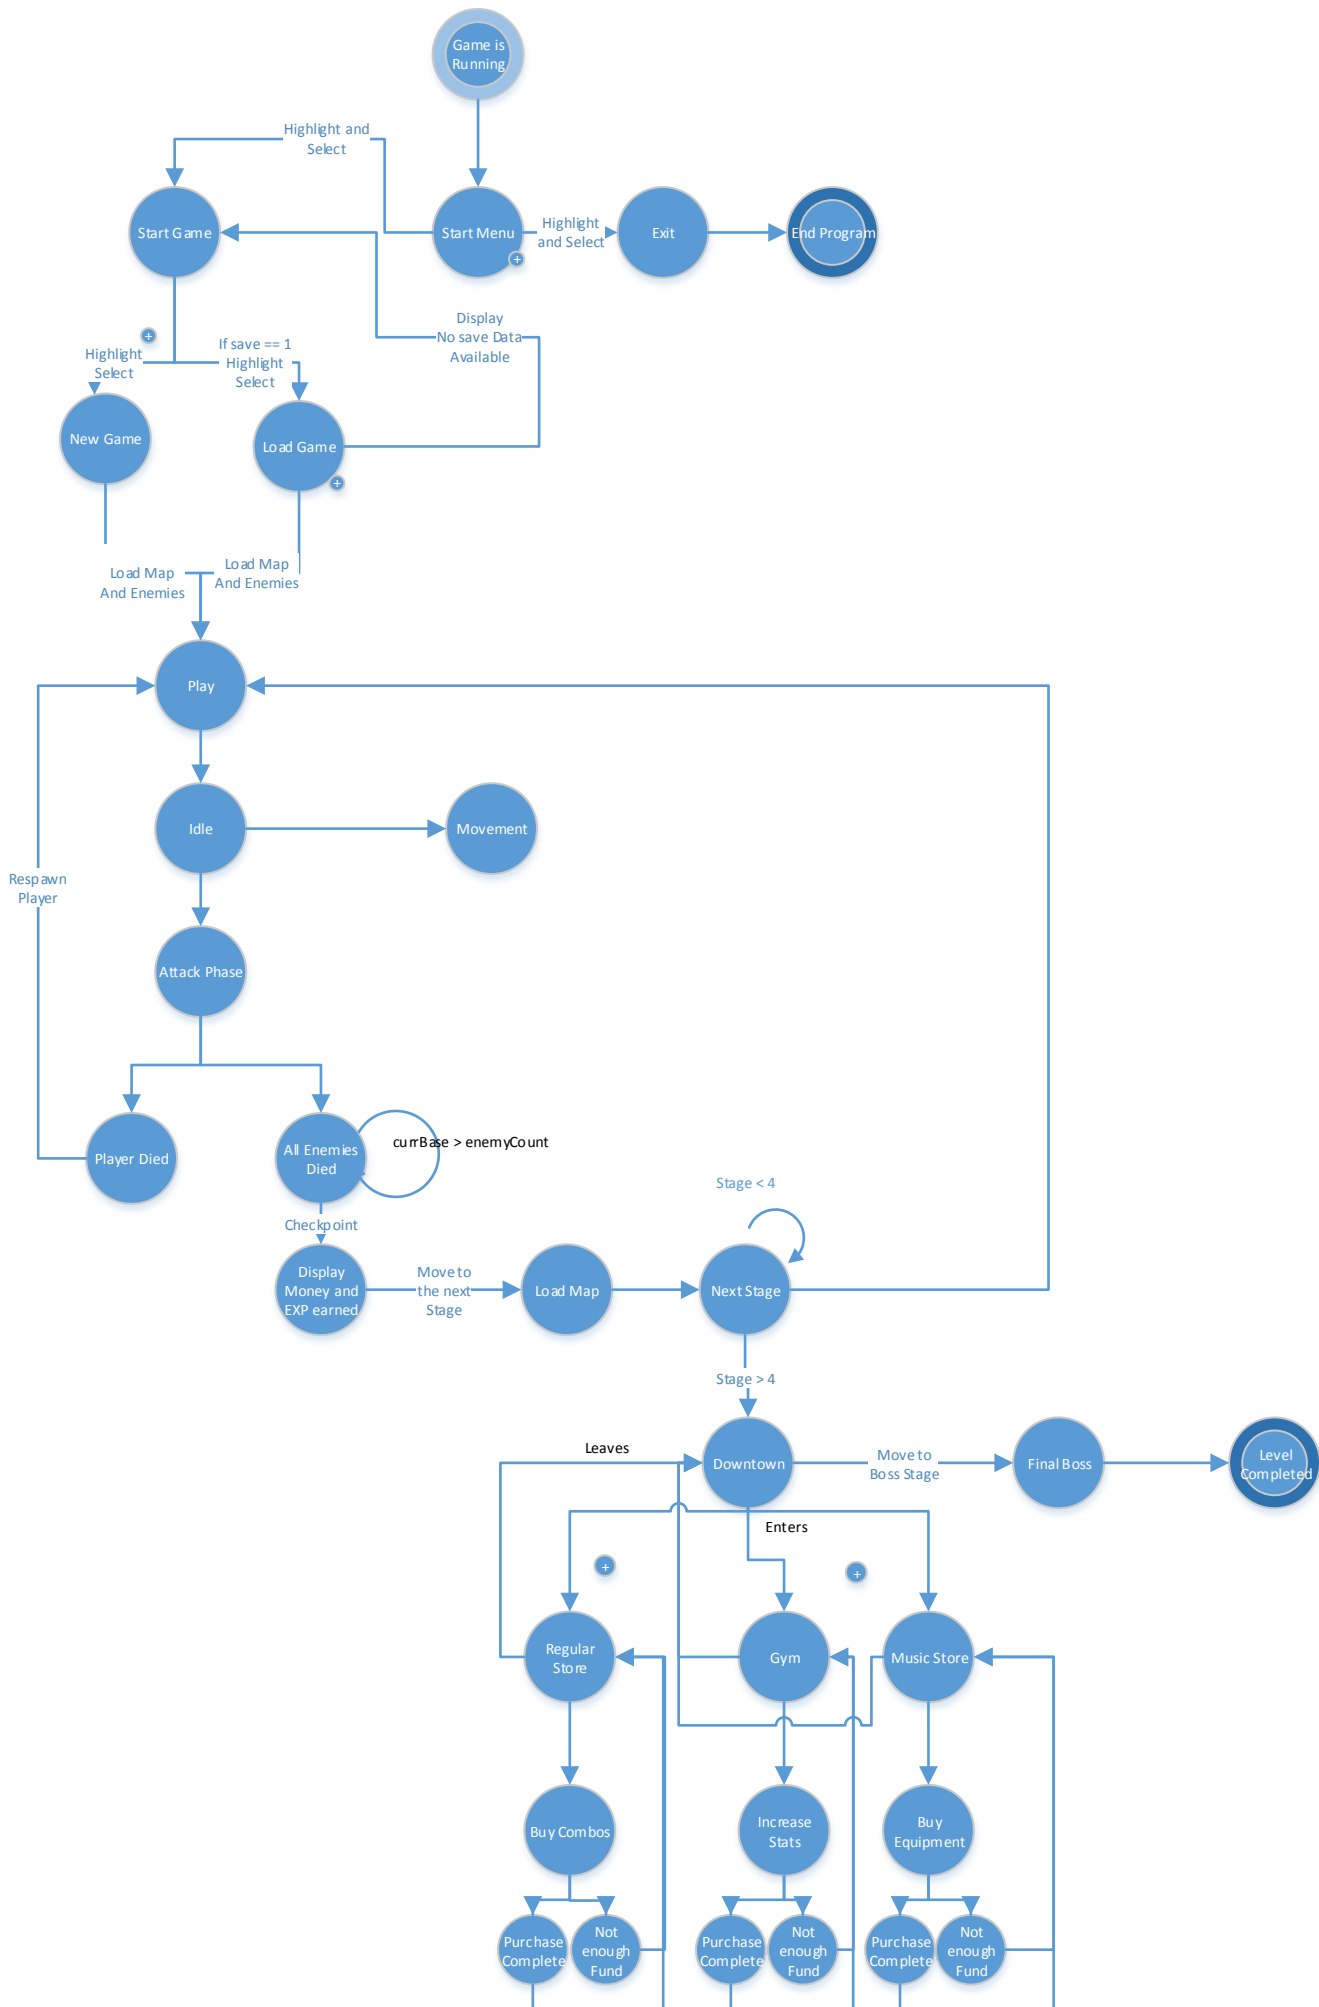 Game is
Running
Highlight and
Select
Start Game
Start Menu
Highlight
and Select
Exit
End Program
Display
No save Data
Available
If save == 1
Highlight
Select
Highlight
Select
New Game
Load Game
Load Map
And Enemies
Load Map
And Enemies
Play
Idle
Movement
Respawn
Player
Attack Phase
Player Died
All Enemies
Died
currBase > enemyCount
Checkpoint
Stage < 4
Display
Money and
EXP earned
Move to
the next
Stage
Load Map
Next Stage
Stage > 4
Leaves
Downtown
Move to
Boss Stage
Final Boss
Level
Completed
Enters
+
+
Regular
Store
Gym
Music Store
Buy Combos
Increase
Stats
Buy
Equipment
Purchase
Complete
Not
enough
Fund
Purchase
Complete
Not
enough
Fund
Purchase
Complete
Not
enough
Fund